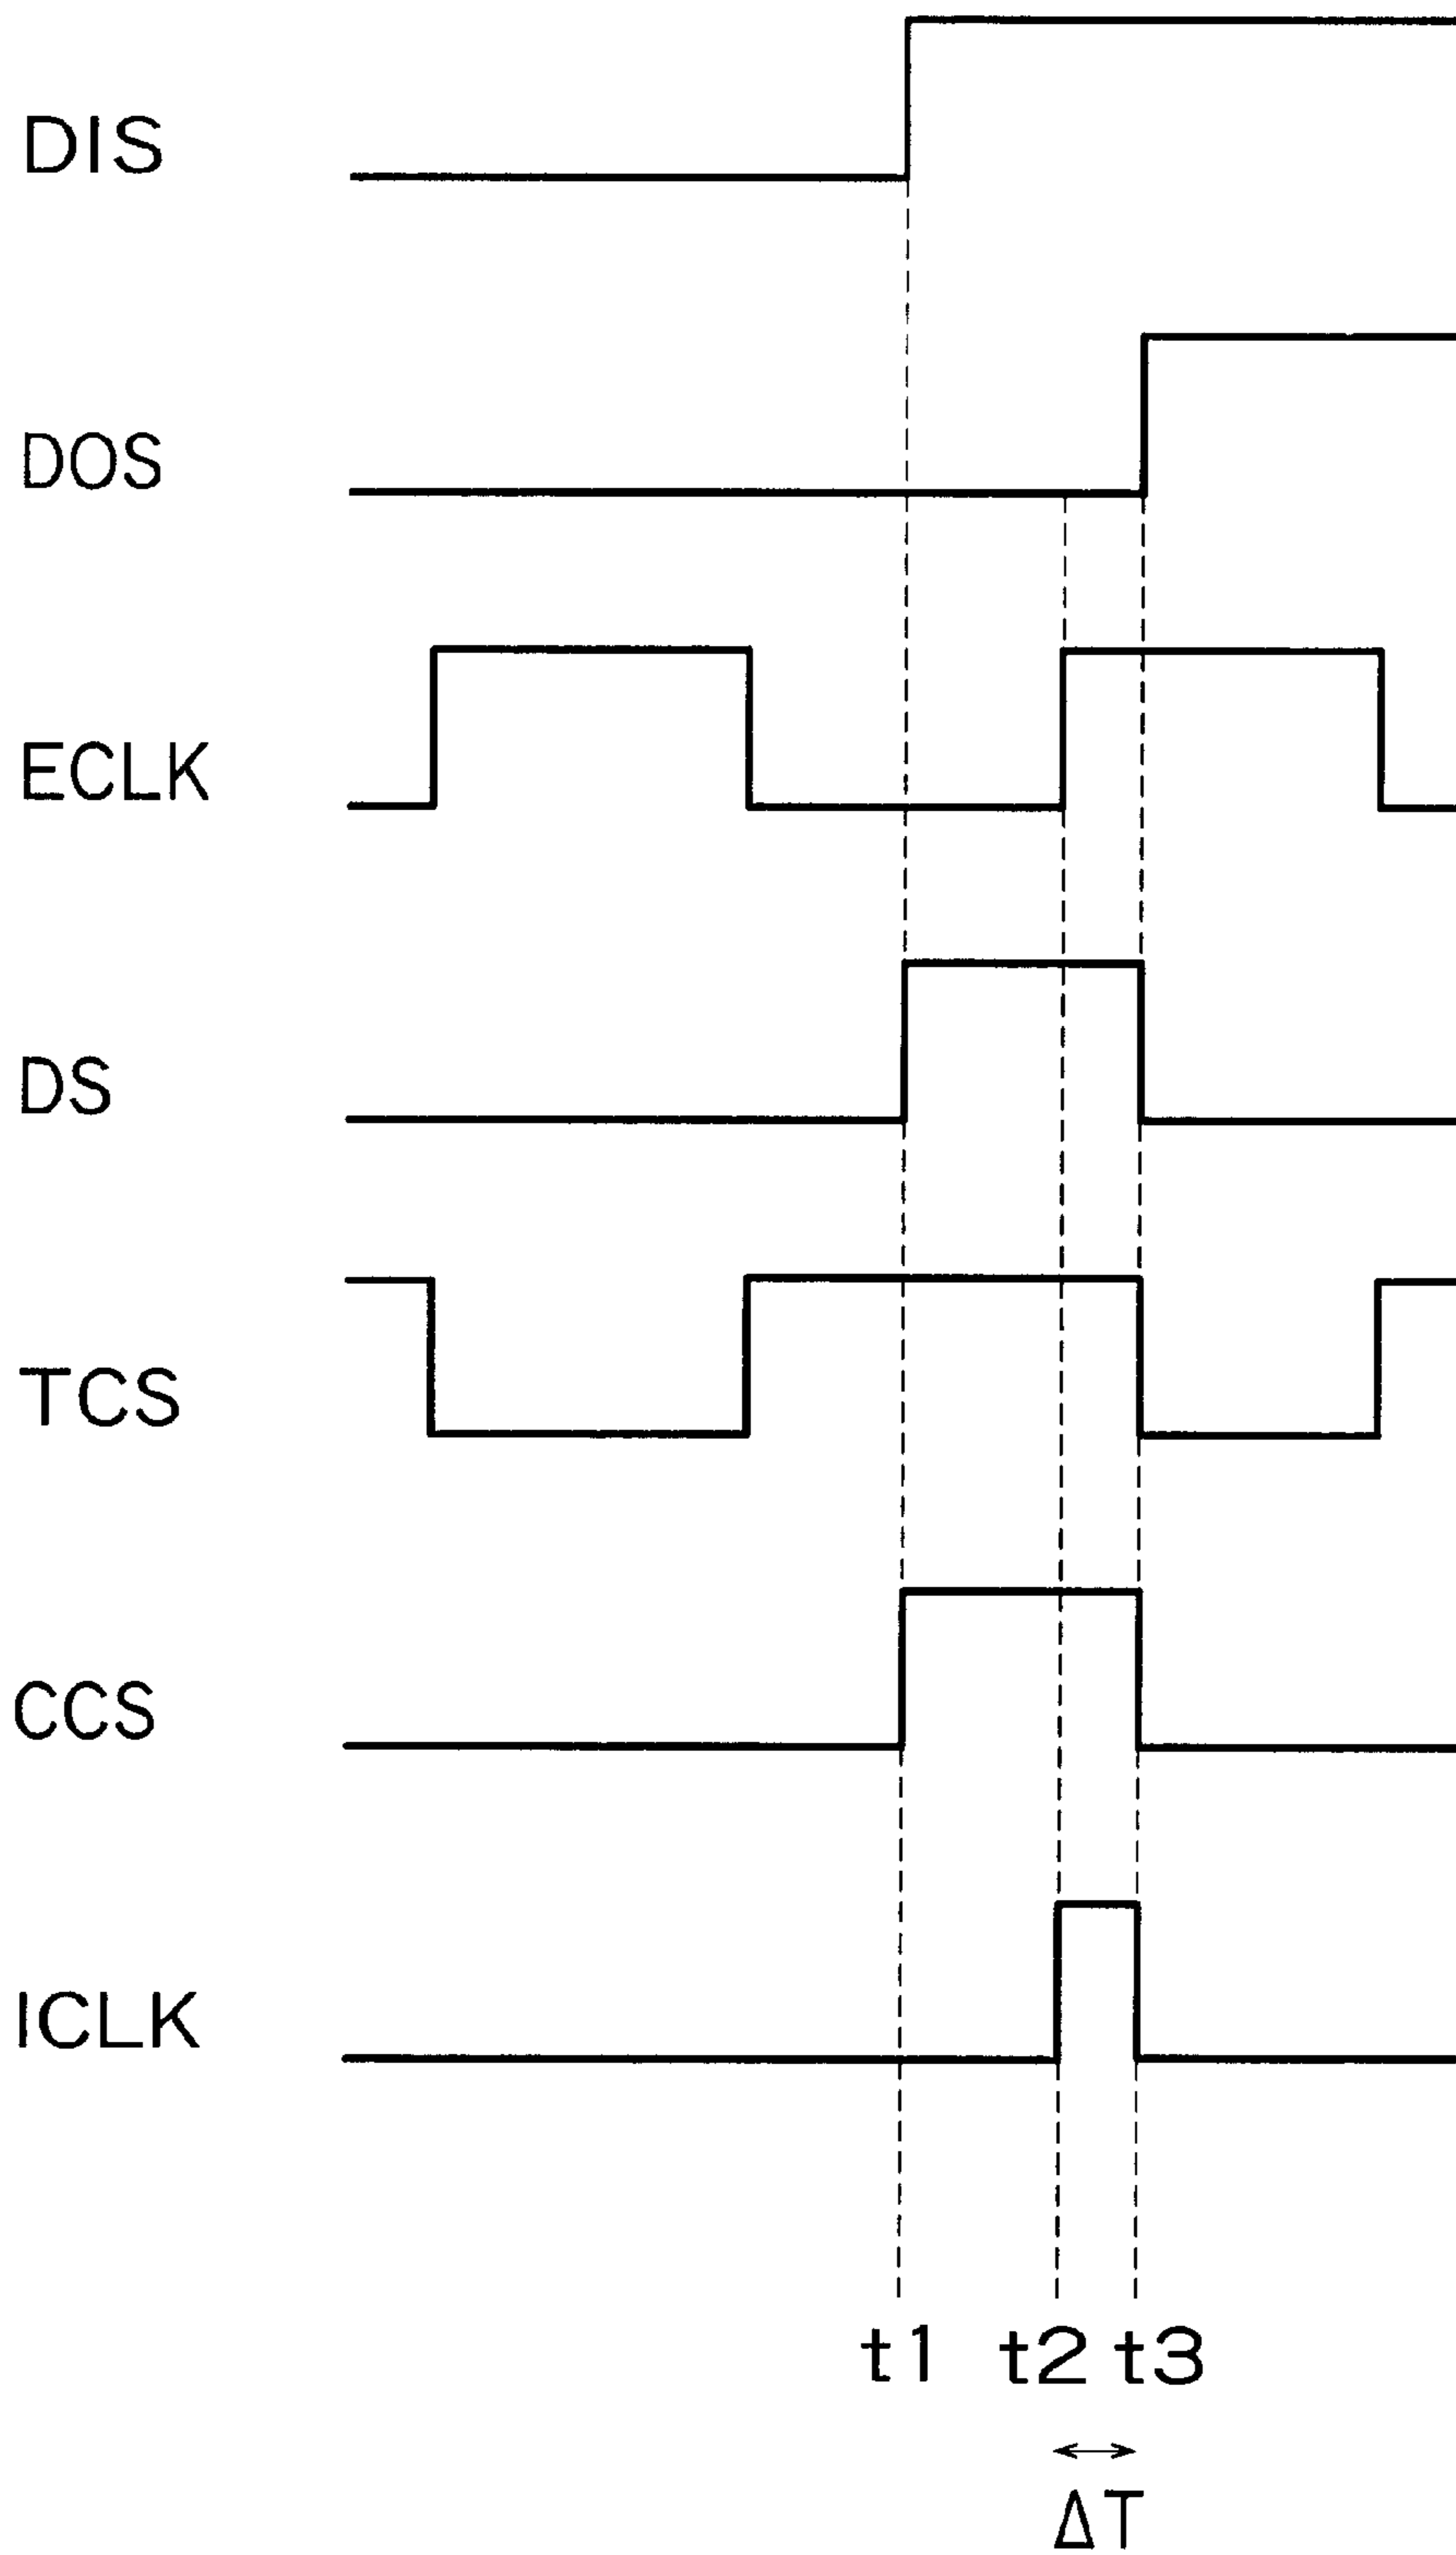 DIS
DOS
ECLK
DS
TCS
CCS
ICLK
t1 t2 t3
ΔT